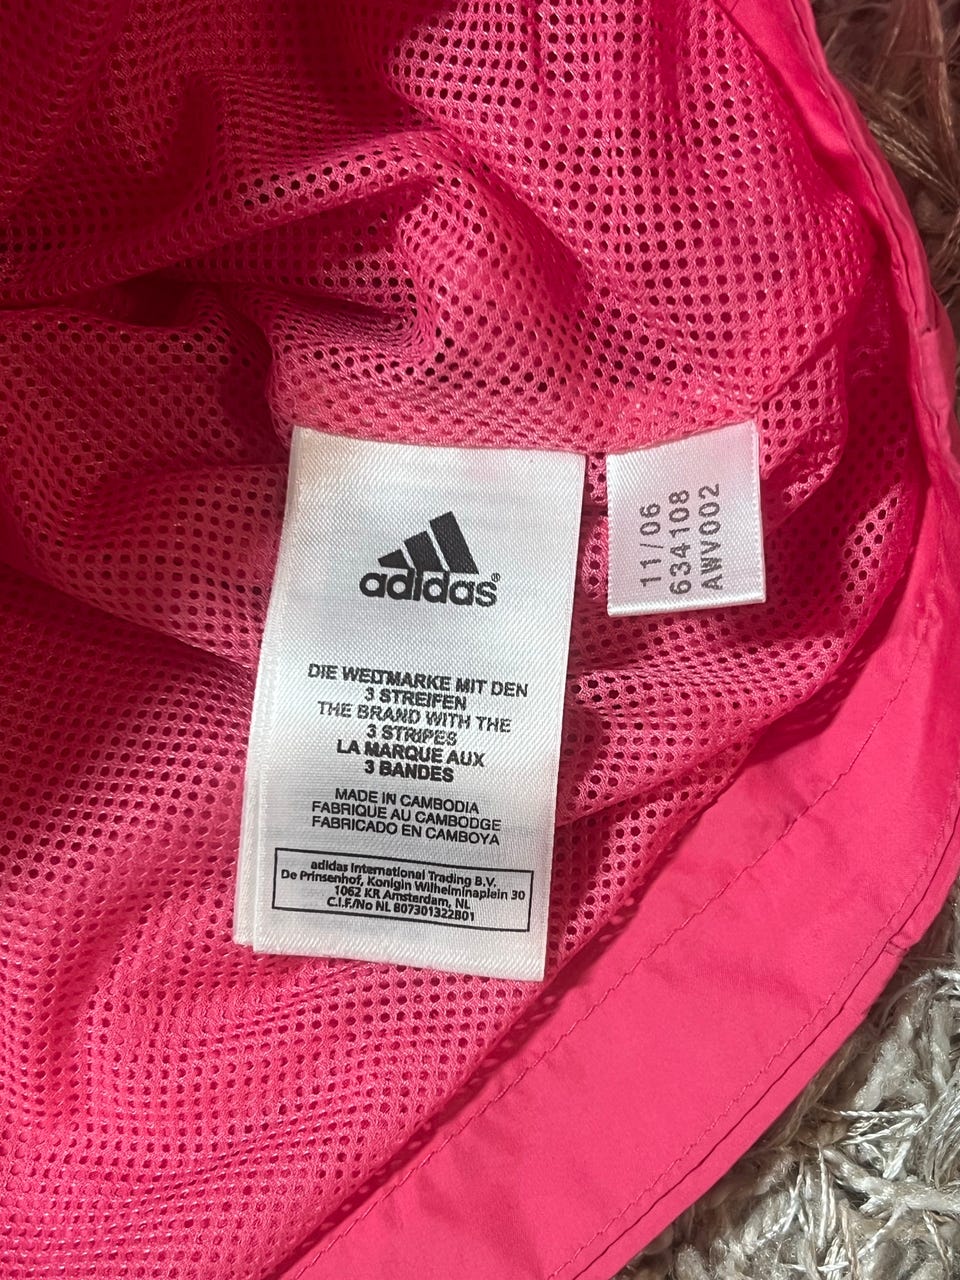 adidas®
DIE WELTMARKE MIT DEN
3 STREIFEN
THE BRAND WITH THE
3 STRIPES
LA MARQUE AUX
3 BANDES
MADE IN CAMBODIA
FABRIQUE AU CAMBODGE
FABRICADO EN CAMBOYA
adidas International Trading B.V.
De Prinsenhof, Konigin Wilhelminaplein 30
1062 KR Amsterdam, NL
C.I.F./No NL 807301322B01
11/06
634108
AWV002